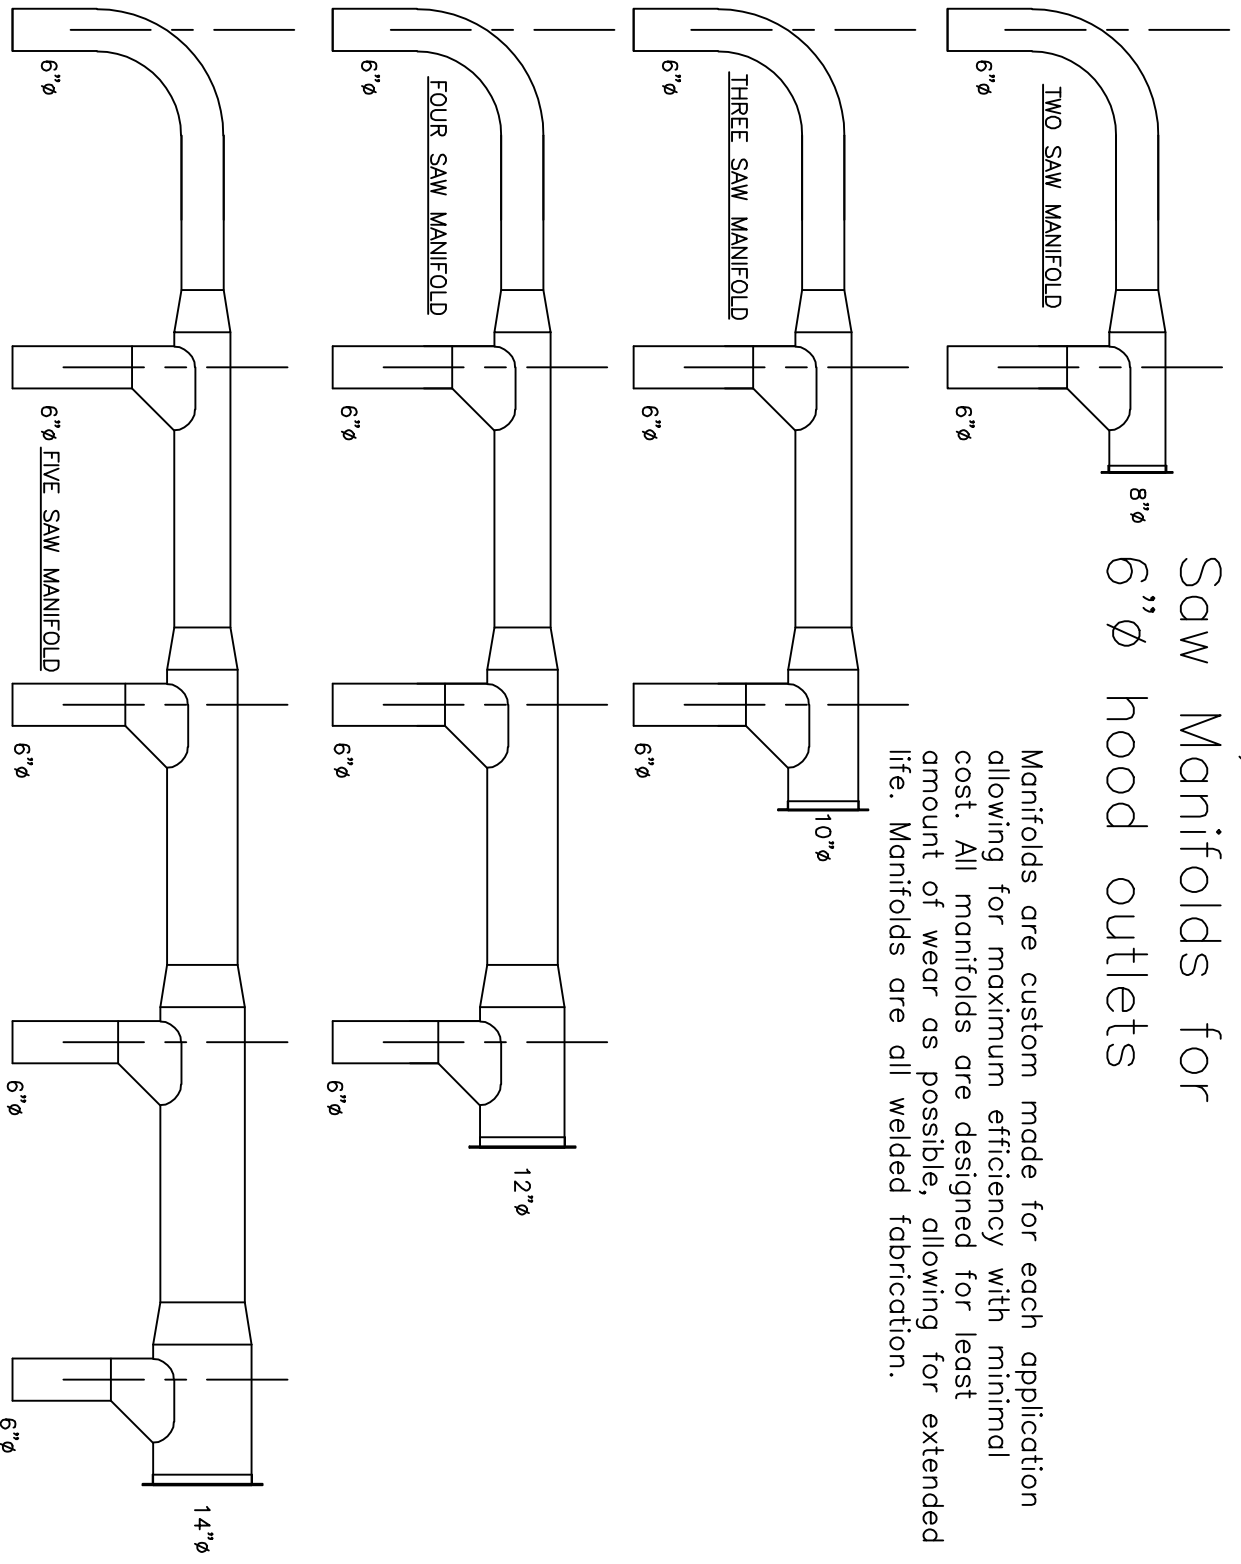 Saw Manifolds for
6"ø hood outlets
Manifolds are custom made for each application
allowing for maximum efficiency with minimal
cost. All manifolds are designed for least
amount of wear as possible, allowing for extended
life. Manifolds are all welded fabrication.
TWO SAW MANIFOLD
6"ø
6"ø
8"ø
THREE SAW MANIFOLD
6"ø
6"ø
6"ø
10"ø
FOUR SAW MANIFOLD
6"ø
6"ø
6"ø
6"ø
12"ø
FIVE SAW MANIFOLD
6"ø
6"ø
6"ø
6"ø
6"ø
14"ø